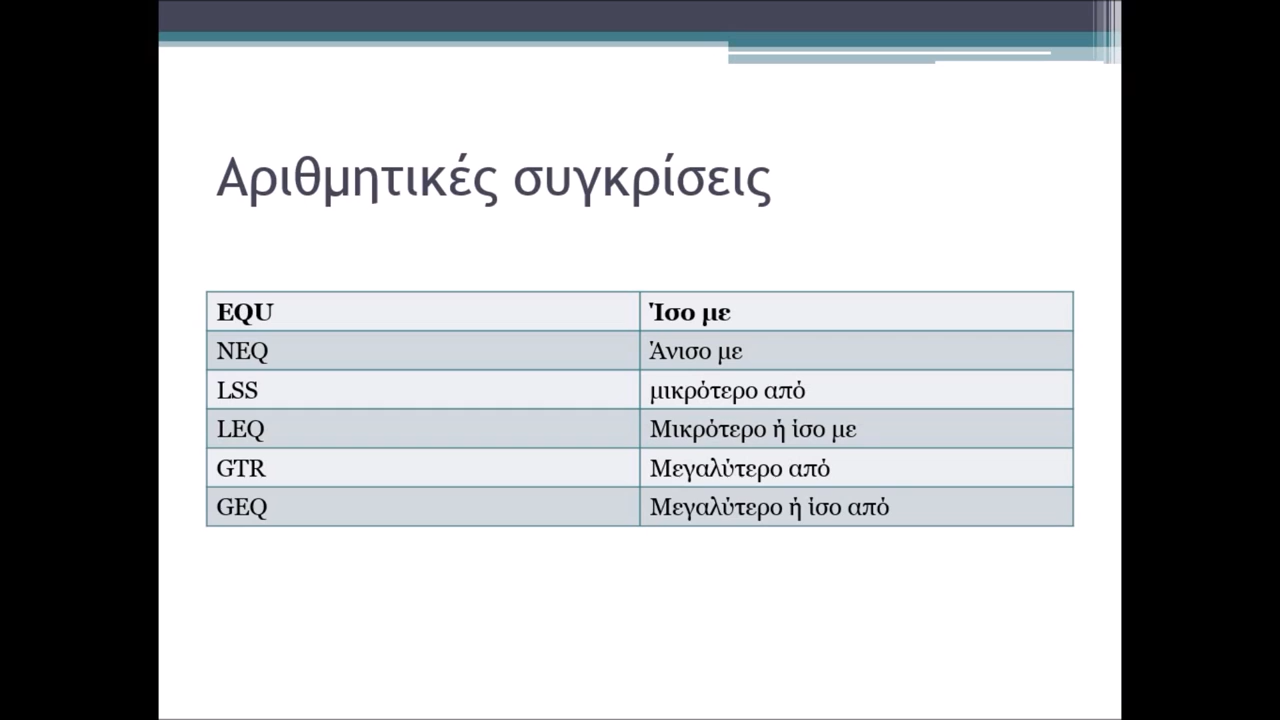 Αριθμητικές συγκρίσεις
EQU Ίσο με
NEQ Άνισο με
LSS μικρότερο από
LEQ Μικρότερο ή ίσο με
GTR Μεγαλύτερο από
GEQ Μεγαλύτερο ή ίσο από